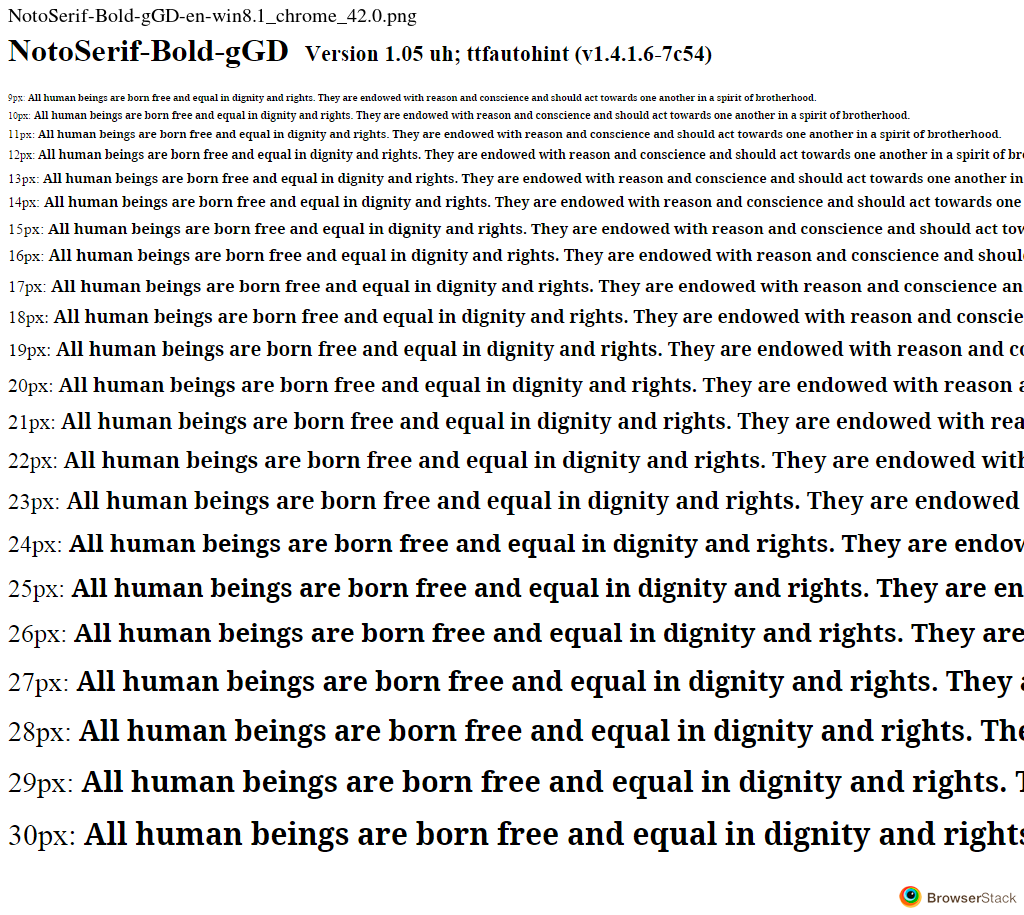 NotoSerif-Bold-gGD-en-win8.1_chrome_42.0.png
NotoSerif-Bold-gGD Version 1.05 uh; ttfautohint (v1.4.1.6-7c54)
9px: All human beings are born free and equal in dignity and rights. They are endowed with reason and conscience and should act towards one another in a spirit of brotherhood.
10px: All human beings are born free and equal in dignity and rights. They are endowed with reason and conscience and should act towards one another in a spirit of brotherhood.
11px: All human beings are born free and equal in dignity and rights. They are endowed with reason and conscience and should act towards one another in a spirit of brotherhood.
12px: All human beings are born free and equal in dignity and rights. They are endowed with reason and conscience and should act towards one another in a spirit of bro
13px: All human beings are born free and equal in dignity and rights. They are endowed with reason and conscience and should act towards one another in
14px: All human beings are born free and equal in dignity and rights. They are endowed with reason and conscience and should act towards one
15px: All human beings are born free and equal in dignity and rights. They are endowed with reason and conscience and should act tow
16px: All human beings are born free and equal in dignity and rights. They are endowed with reason and conscience and shoul
17px: All human beings are born free and equal in dignity and rights. They are endowed with reason and conscience an
18px: All human beings are born free and equal in dignity and rights. They are endowed with reason and conscie
19px: All human beings are born free and equal in dignity and rights. They are endowed with reason and co
20px: All human beings are born free and equal in dignity and rights. They are endowed with reason a
21px: All human beings are born free and equal in dignity and rights. They are endowed with rea
22px: All human beings are born free and equal in dignity and rights. They are endowed with
23px: All human beings are born free and equal in dignity and rights. They are endowed
24px: All human beings are born free and equal in dignity and rights. They are endow
25px: All human beings are born free and equal in dignity and rights. They are en
26px: All human beings are born free and equal in dignity and rights. They are
27px: All human beings are born free and equal in dignity and rights. They a
28px: All human beings are born free and equal in dignity and rights. The
29px: All human beings are born free and equal in dignity and rights. T
30px: All human beings are born free and equal in dignity and rights
BrowserStack